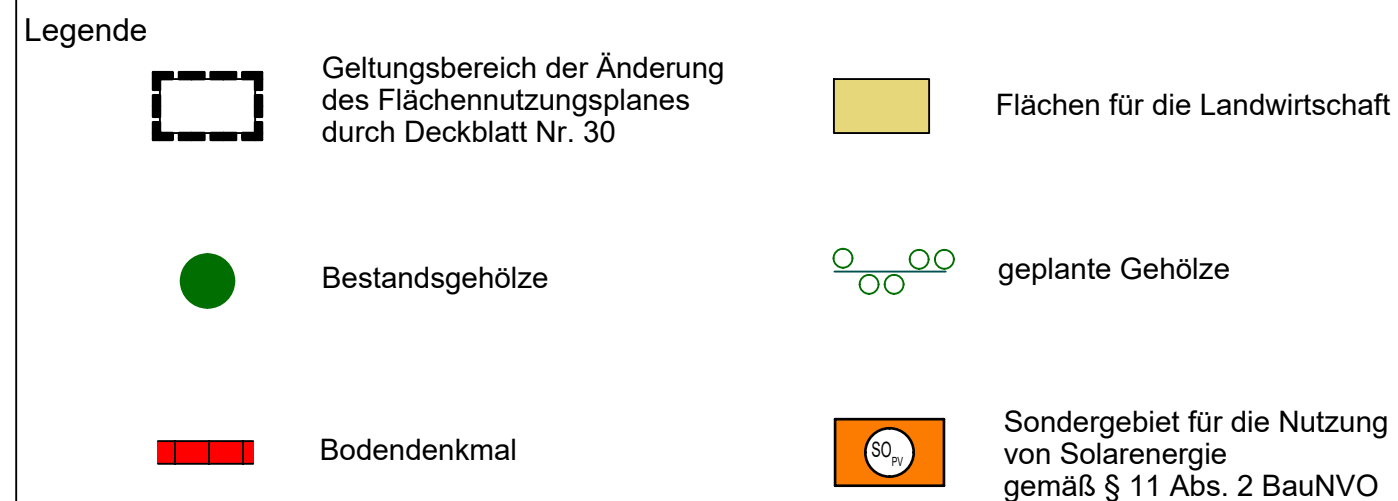 Legende
Geltungsbereich der Änderung
des Flächennutzungsplanes
durch Deckblatt Nr. 30
Flächen für die Landwirtschaft
Bestandsgehölze
geplante Gehölze
Bodendenkmal
SO PV
Sondergebiet für die Nutzung
von Solarenergie
gemäß § 11 Abs. 2 BauNVO